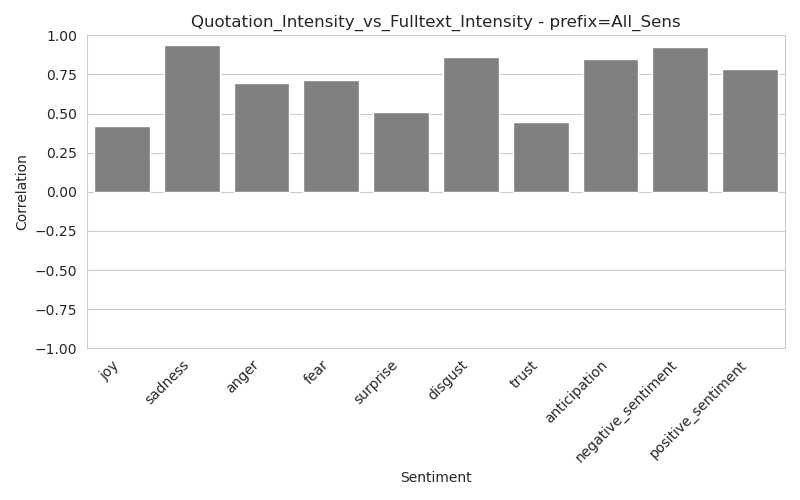 Quotation_Intensity_vs_Fulltext_Intensity - prefix=All_Sens
1.00
0.75
0.50
0.25
0.00
−0.25
−0.50
−0.75
−1.00
Correlation
joy
sadness
anger
fear
surprise
disgust
trust
anticipation
negative_sentiment
positive_sentiment
Sentiment